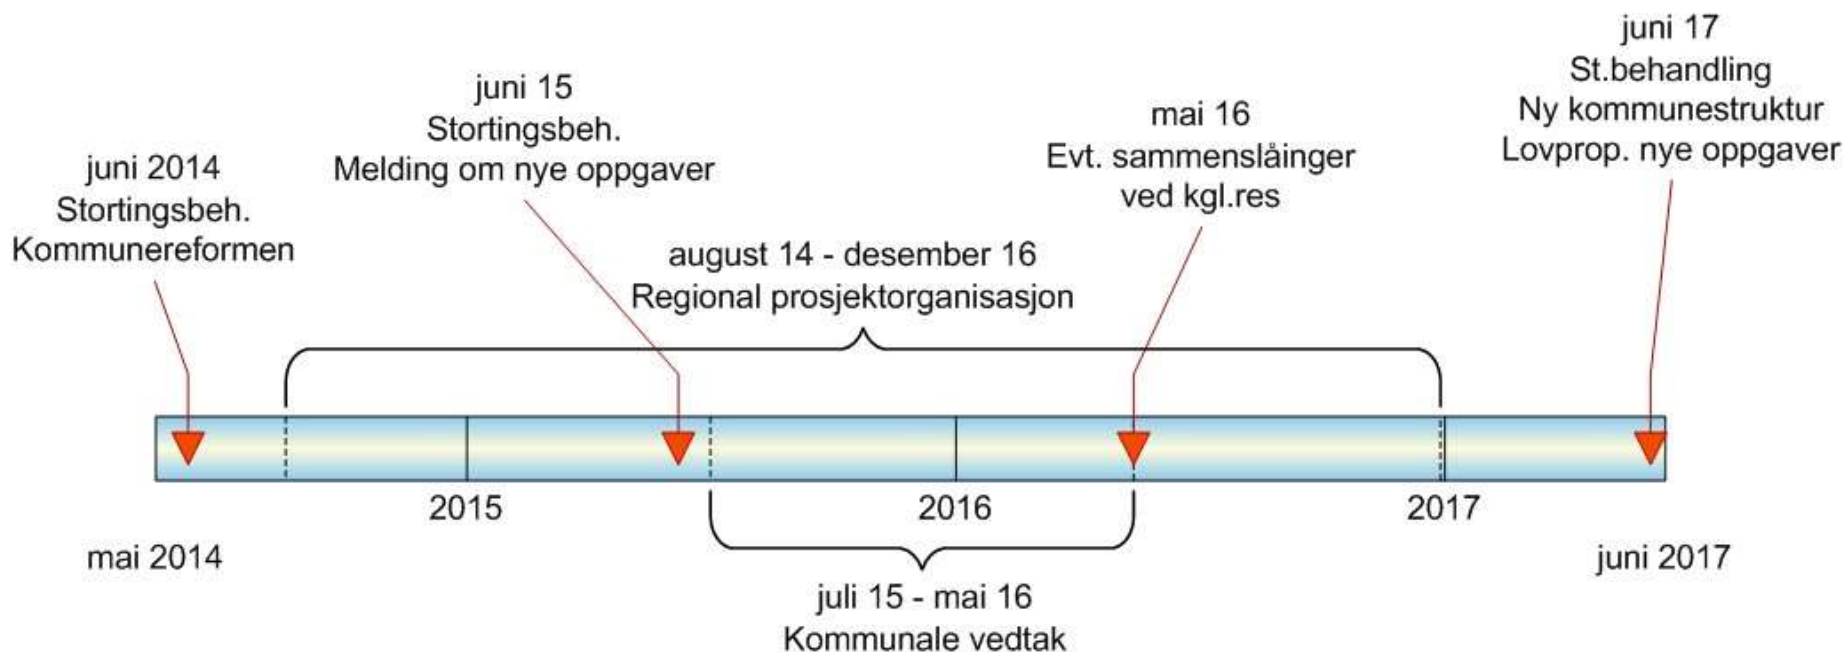 juni 2014
Stortingsbeh.
Kommunereformen
juni 15
Stortingsbeh.
Melding om nye oppgaver
mai 16
Evt. sammenslåinger
ved kgl.res
juni 17
St.behandling
Ny kommunestruktur
Lovprop. nye oppgaver
august 14 - desember 16
Regional prosjektorganisasjon
2015
2016
2017
mai 2014
juni 2017
juli 15 - mai 16
Kommunale vedtak